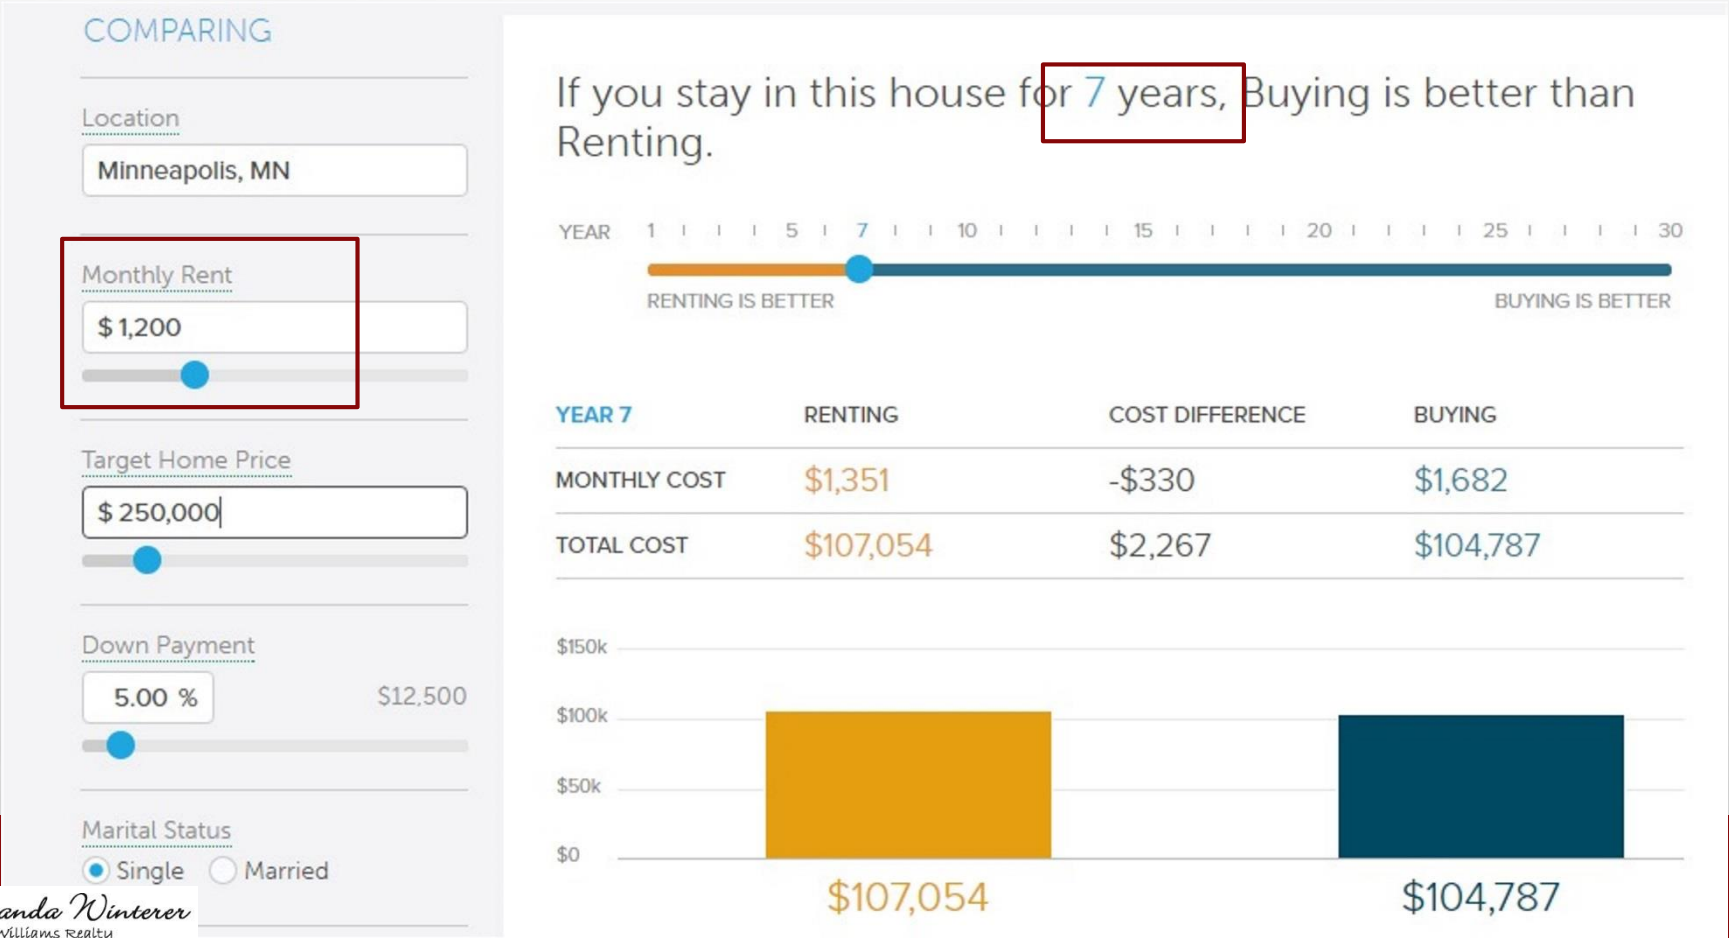 COMPARING
Location
Minneapolis, MN
Monthly Rent
$ 1,200
Target Home Price
$ 250,000
Down Payment
5.00 %
$12,500
Marital Status
Single
Married
anda Winterer
Williams Realty
If you stay in this house for 7 years, Buying is better than
Renting.
YEAR 1 5 7 10 15 20 25 30
RENTING IS BETTER
BUYING IS BETTER
YEAR 7 RENTING COST DIFFERENCE BUYING
MONTHLY COST $1,351 -$330 $1,682
TOTAL COST $107,054 $2,267 $104,787
$150k
$100k
$50k
$0
$107,054
$104,787